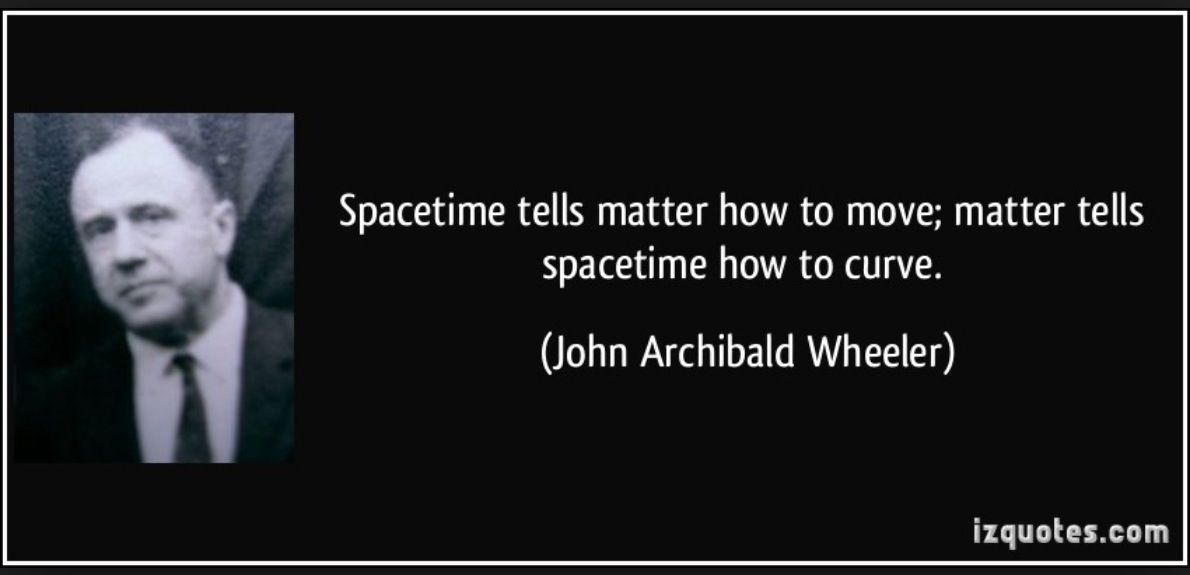 Spacetime tells matter how to move; matter tells
spacetime how to curve.
(John Archibald Wheeler)
izquotes.com